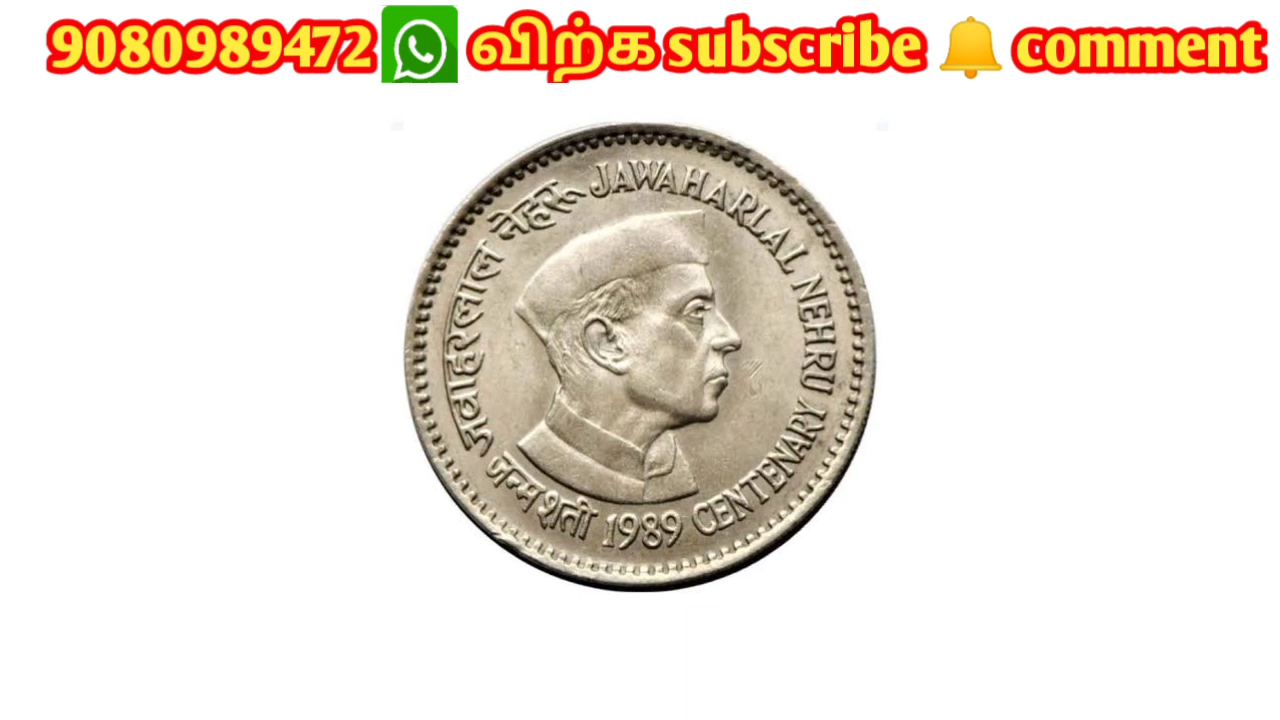 9080989472 விற்க subscribe comment
जवाहरलाल नेहरू JAWAHARLAL NEHRU
जन्म शती 1989 CENTENARY